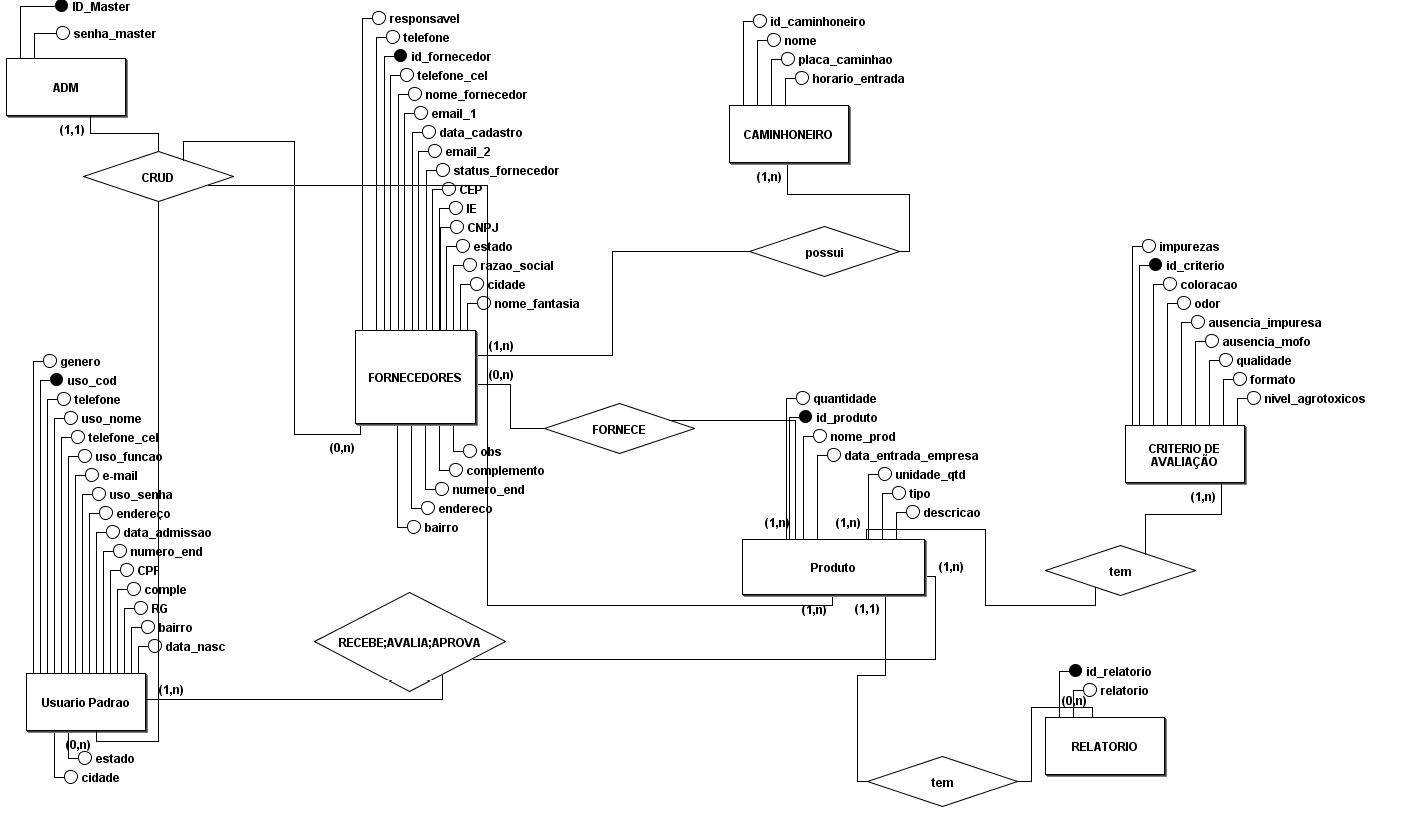 ID_Master
senha_master
ADM
(1,1)
CRUD
responsavel
telefone
id_fornecedor
telefone_cel
nome_fornecedor
email_1
data_cadastro
email_2
status_fornecedor
CEP
IE
CNPJ
estado
razao_social
cidade
nome_fantasia
FORNECEDORES
(1,n)
(0,n)
(0,n)
obs
complemento
numero_end
endereco
bairro
id_caminhoneiro
nome
placa_caminhao
horario_entrada
CAMINHONEIRO
(1,n)
possui
FORNECE
impurezas
id_criterio
coloracao
odor
ausencia_impuresa
ausencia_mofo
qualidade
formato
nivel_agrotoxicos
CRITERIO DE
AVALIAÇÃO
(1,n)
tem
quantidade
id_produto
nome_prod
data_entrada_empresa
unidade_qtd
tipo
descricao
(1,n)
(1,n)
Produto
(1,n)
(1,n)
(1,1)
genero
uso_cod
telefone
uso_nome
telefone_cel
uso_funcao
e-mail
uso_senha
endereço
data_admissao
numero_end
CPF
comple
RG
bairro
data_nasc
Usuario Padrao
(1,n)
(0,n)
estado
cidade
RECEBE;AVALIA;APROVA
id_relatorio
relatorio
(0,n)
RELATORIO
tem